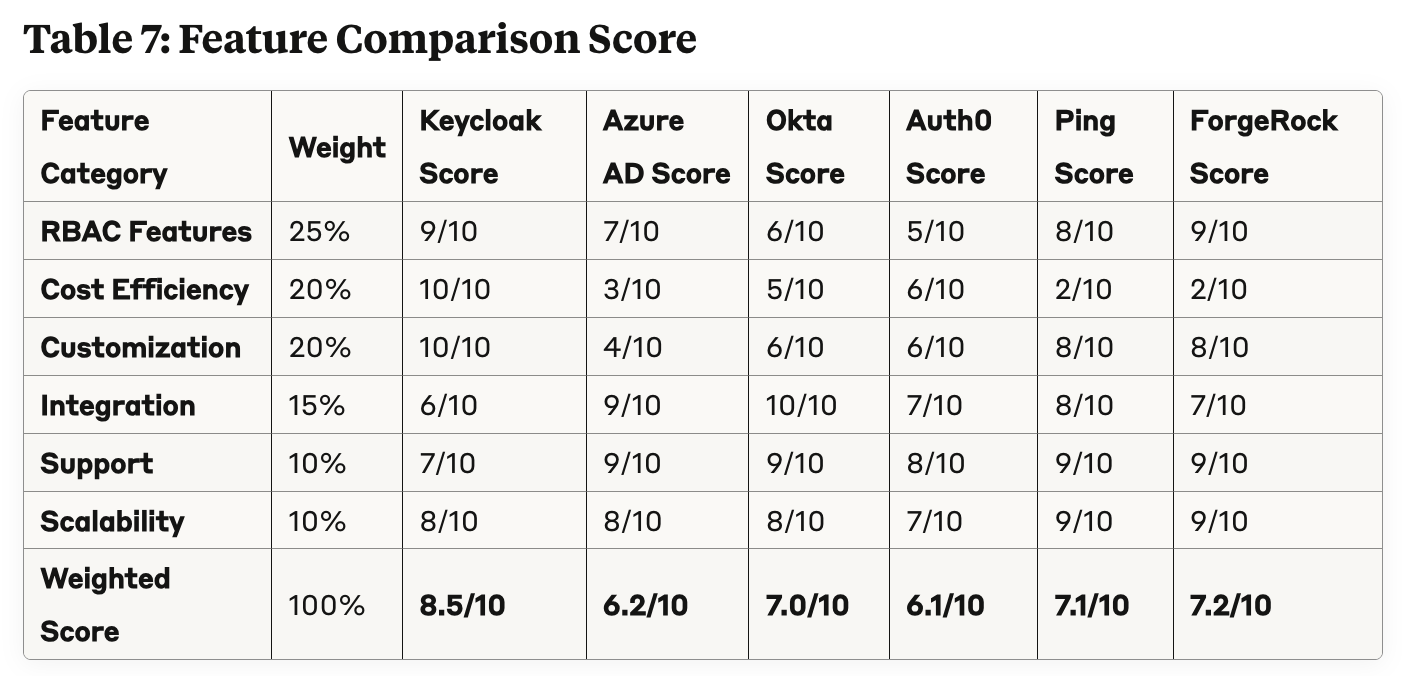 Table 7: Feature Comparison Score
Feature Category | Weight | Keycloak Score | Azure AD Score | Okta Score | Auth0 Score | Ping Score | ForgeRock Score
RBAC Features | 25% | 9/10 | 7/10 | 6/10 | 5/10 | 8/10 | 9/10
Cost Efficiency | 20% | 10/10 | 3/10 | 5/10 | 6/10 | 2/10 | 2/10
Customization | 20% | 10/10 | 4/10 | 6/10 | 6/10 | 8/10 | 8/10
Integration | 15% | 6/10 | 9/10 | 10/10 | 7/10 | 8/10 | 7/10
Support | 10% | 7/10 | 9/10 | 9/10 | 8/10 | 9/10 | 9/10
Scalability | 10% | 8/10 | 8/10 | 8/10 | 7/10 | 9/10 | 9/10
Weighted Score | 100% | 8.5/10 | 6.2/10 | 7.0/10 | 6.1/10 | 7.1/10 | 7.2/10